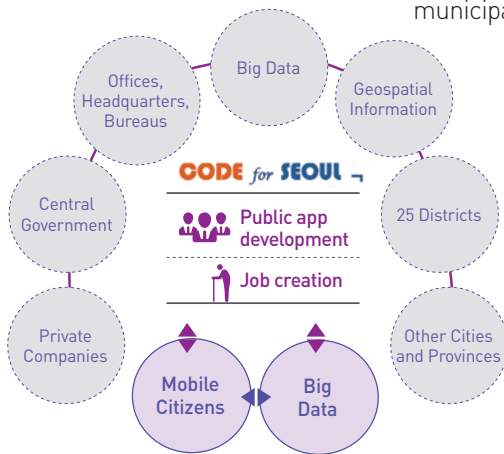 municipa
Big Data
Offices,
Headquarters,
Bureaus
Geospatial
Information
Central
Government
CODE for SEOUL
Public app
development
Job creation
25 Districts
Private
Companies
Other Cities
and Provinces
Mobile
Citizens
Big
Data